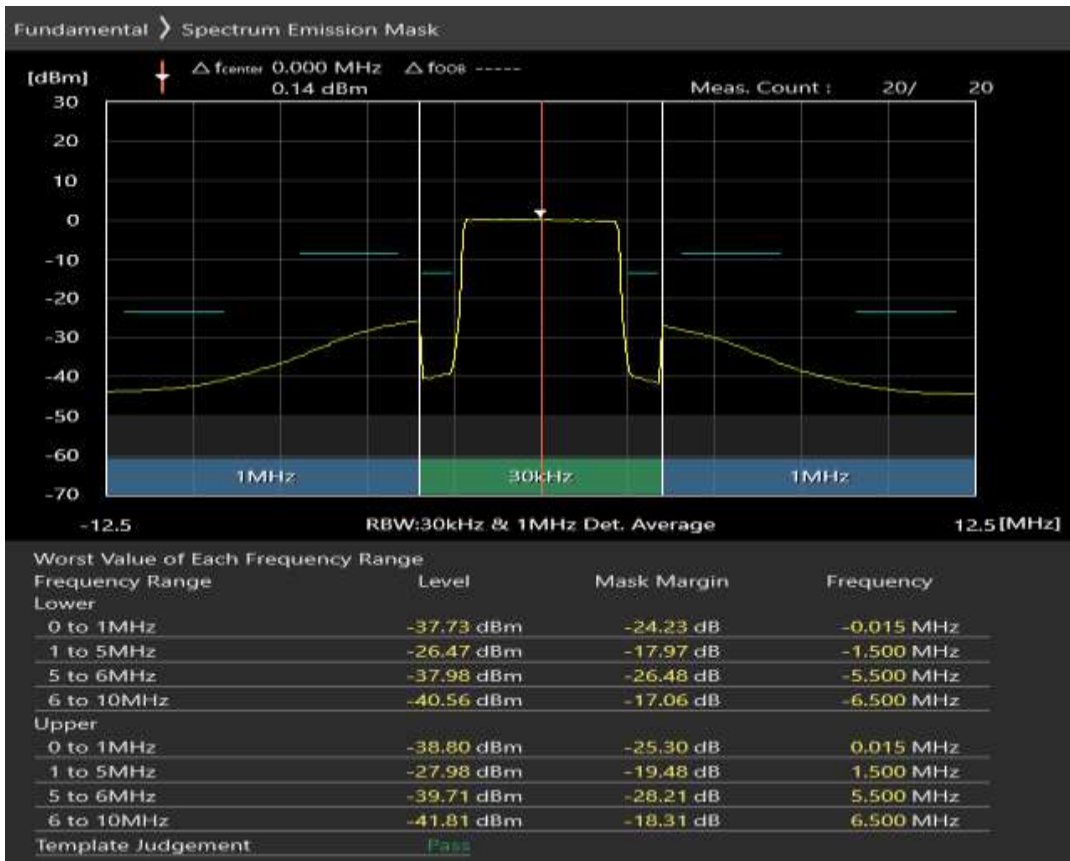 Fundamental ❯ Spectrum Emission Mask
[dBm] △ fcenter 0.000 MHz △ fOOB -----
0.14 dBm Meas. Count : 20/ 20
30
20
10
0
-10
-20
-30
-40
-50
-60
-70
1MHz 30kHz 1MHz
-12.5 RBW:30kHz & 1MHz Det. Average 12.5 [MHz]
Worst Value of Each Frequency Range
Frequency Range Level Mask Margin Frequency
Lower
0 to 1MHz -37.73 dBm -24.23 dB -0.015 MHz
1 to 5MHz -26.47 dBm -17.97 dB -1.500 MHz
5 to 6MHz -37.98 dBm -26.48 dB -5.500 MHz
6 to 10MHz -40.56 dBm -17.06 dB -6.500 MHz
Upper
0 to 1MHz -38.80 dBm -25.30 dB 0.015 MHz
1 to 5MHz -27.98 dBm -19.48 dB 1.500 MHz
5 to 6MHz -39.71 dBm -28.21 dB 5.500 MHz
6 to 10MHz -41.81 dBm -18.31 dB 6.500 MHz
Template Judgement Pass